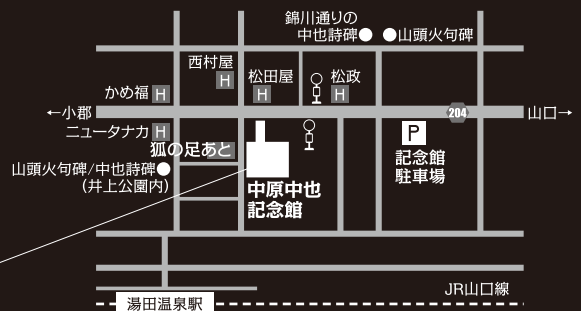 錦川通りの
中也詩碑● ●山頭火句碑
西村屋
H
松田屋
H
松政
H
かめ福 H
←小郡
204
山口→
ニュータナカ H
P
狐の足あと
記念館
駐車場
山頭火句碑/中也詩碑●
(井上公園内)
中原中也
記念館
JR山口線
湯田温泉駅